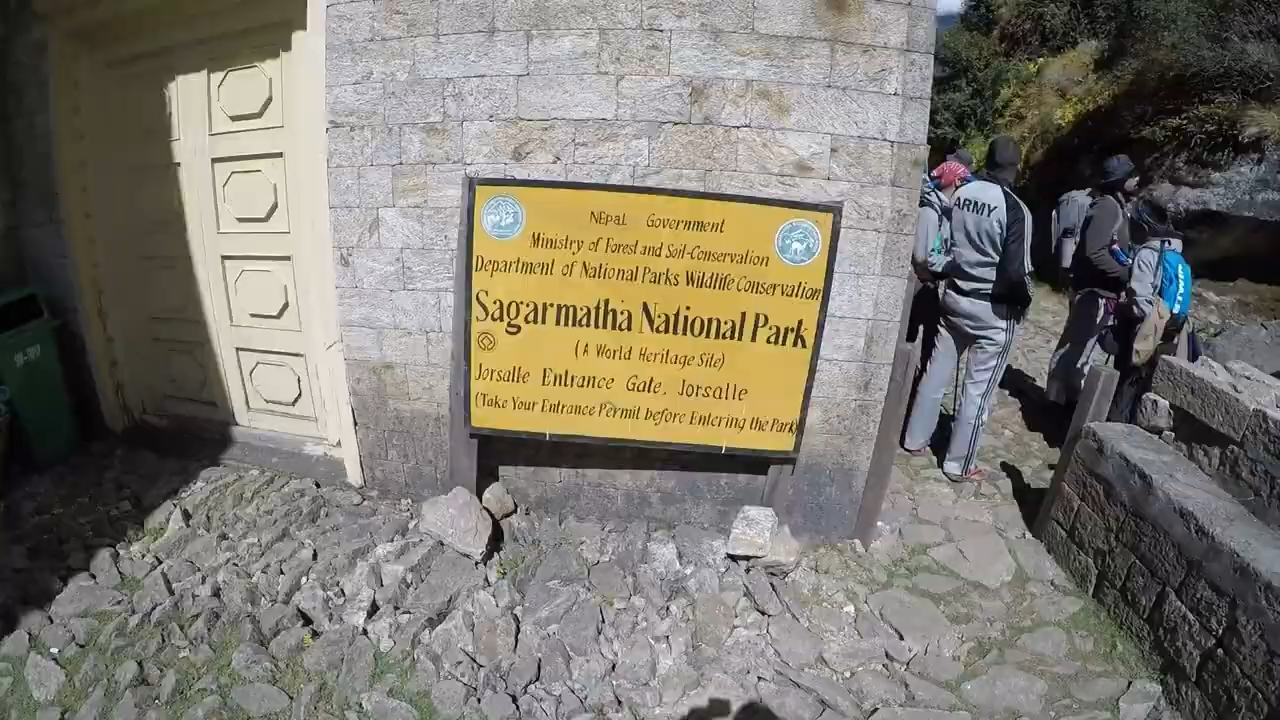 NEpal Government
Ministry of Forest and Soil-Conservation
Department of National Parks Wildlife Conservation
Sagarmatha National Park
(A World Heritage Site)
Jorsalle Entrance Gate, Jorsalle
(Take Your Entrance Permit before Entering the Park)
ARMY